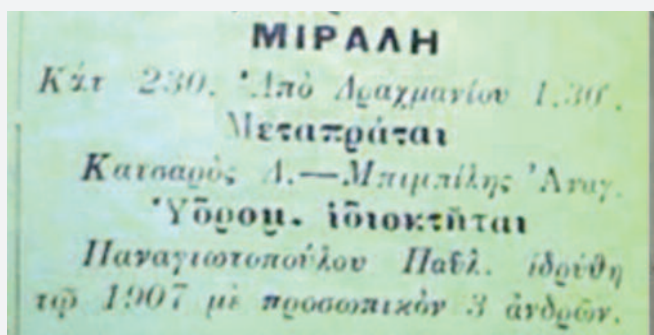 ΜΙΡΑΛΗ
Κάτ 230. Ἀπὸ Δραχμανίου 1.30'.
Μεταπράται
Κατσαρὸς Δ.—Μπιμπίλης Ἀναγ.
Ὑδρομ. ἰδιοκτῆται
Παναγιωτοπούλου Παῦλ. ἱδρύθη
τῷ 1907 μὲ προσωπικὸν 3 ἀνδρῶν.